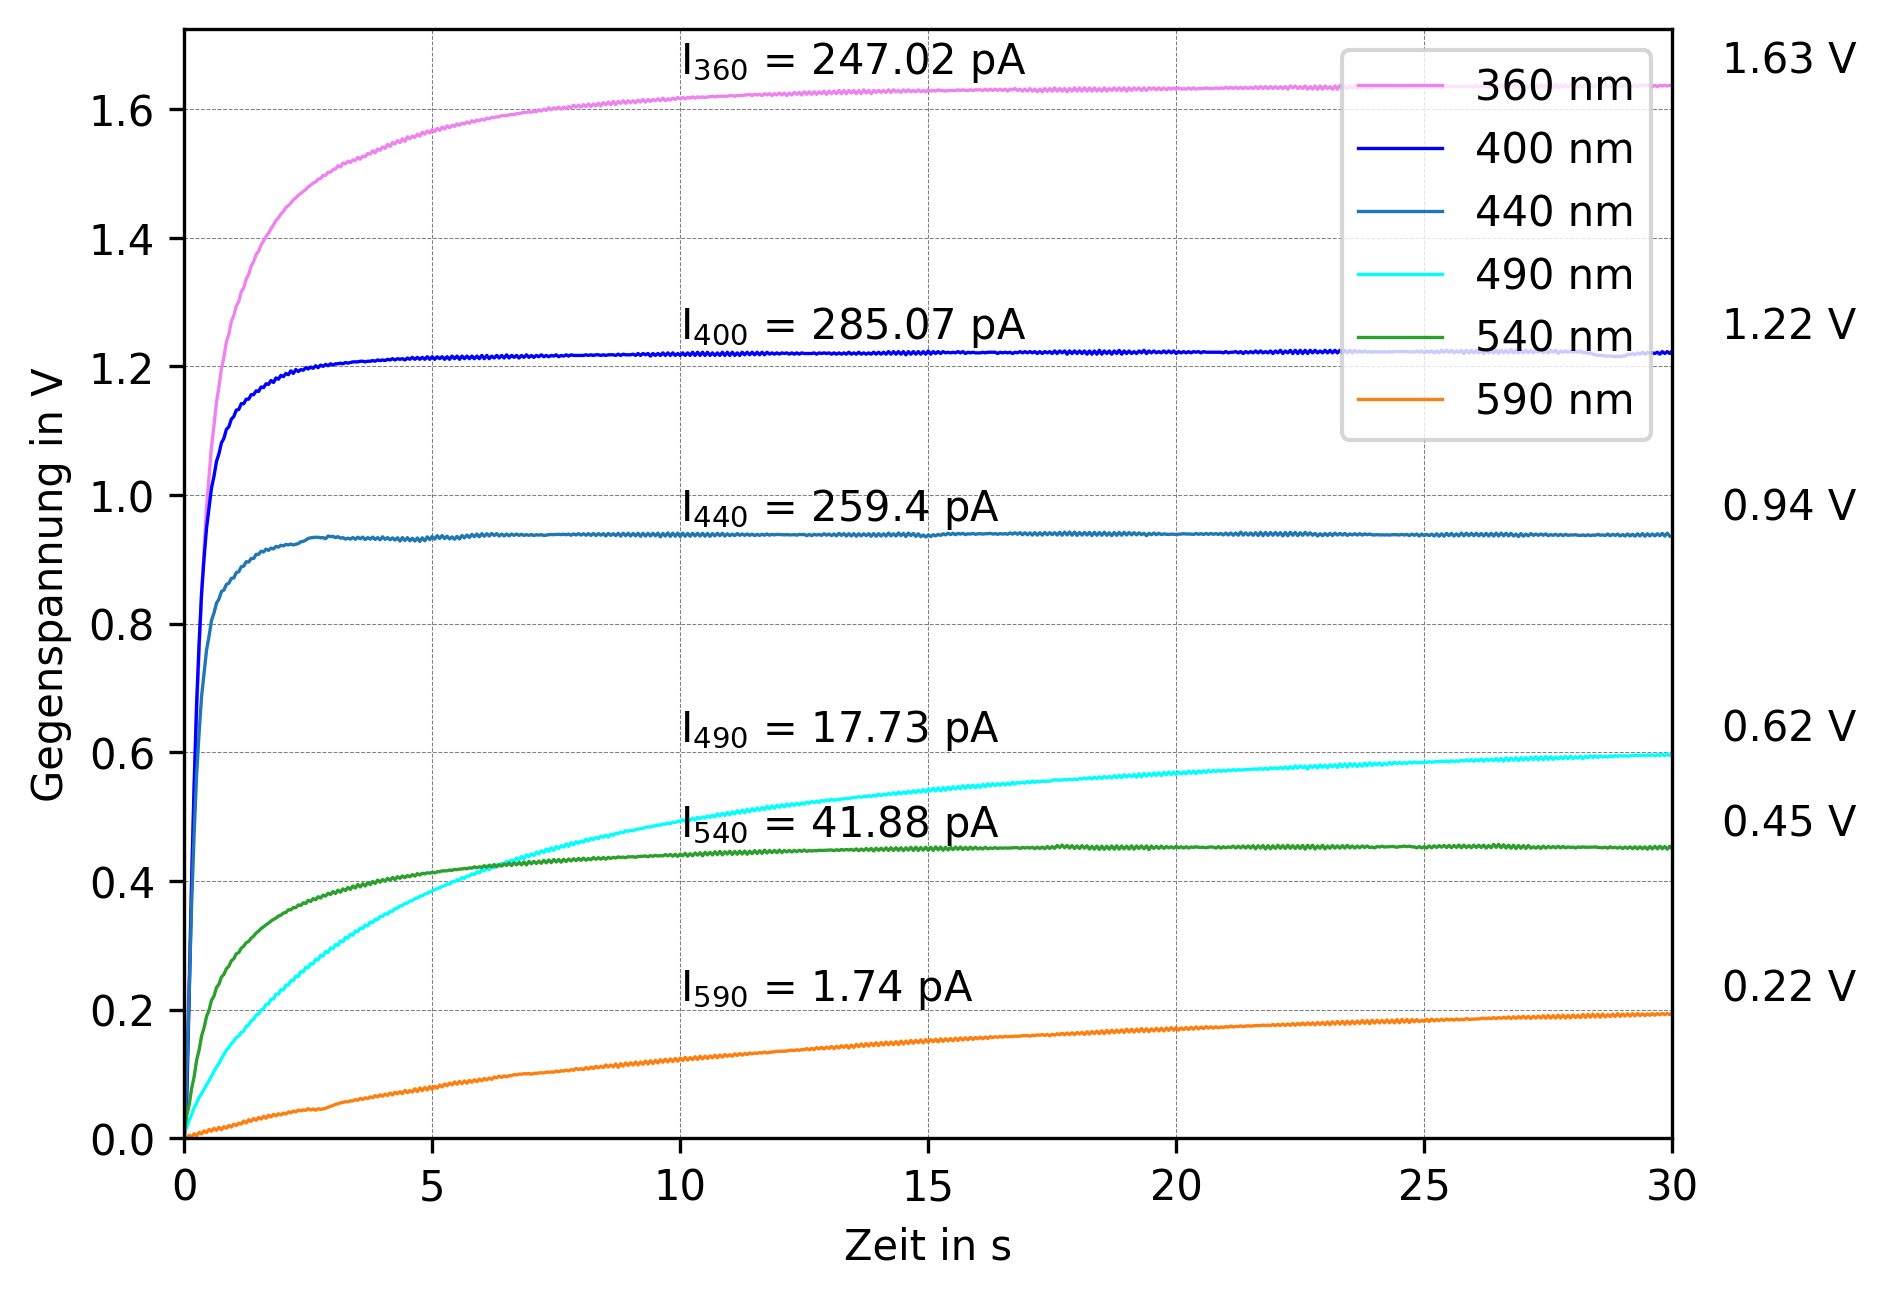 I360 = 247.02 pA
1.63 V
360 nm
400 nm
440 nm
490 nm
540 nm
590 nm
I400 = 285.07 pA
1.22 V
I440 = 259.4 pA
0.94 V
I490 = 17.73 pA
0.62 V
I540 = 41.88 pA
0.45 V
I590 = 1.74 pA
0.22 V
Gegenspannung in V
1.6
1.4
1.2
1.0
0.8
0.6
0.4
0.2
0.0
0 5 10 15 20 25 30
Zeit in s